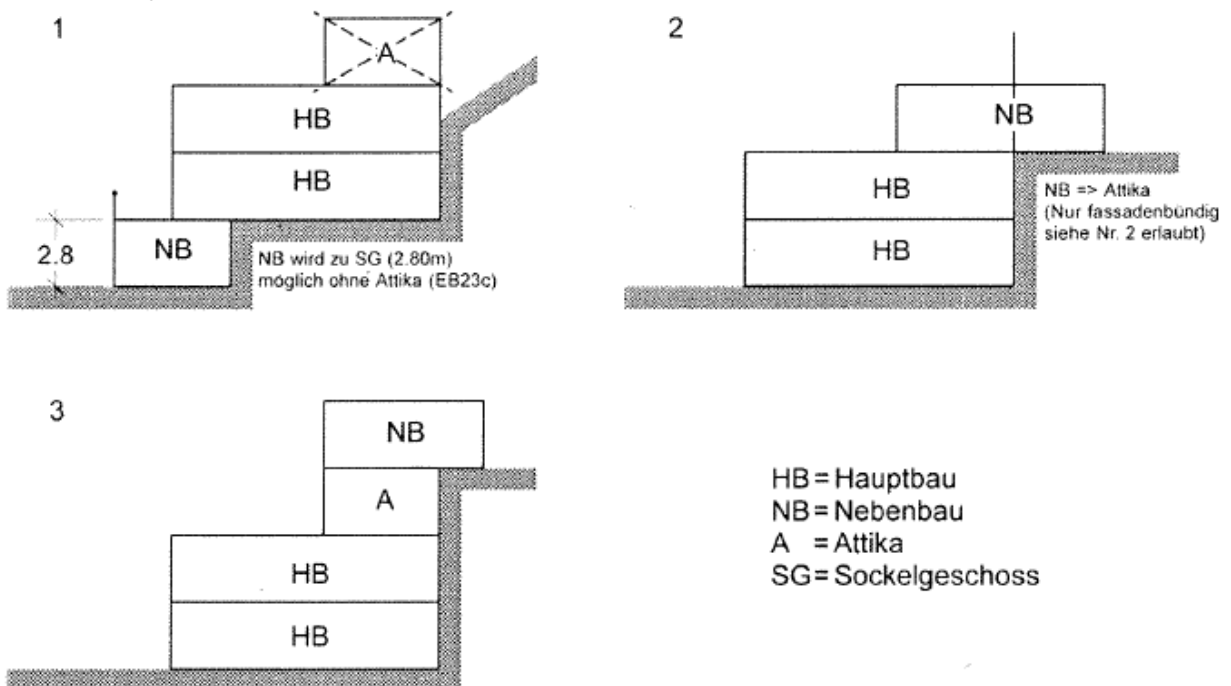 1
A
HB
HB
2.8
NB
NB wird zu SG (2.80m)
möglich ohne Attika (EB23c)
2
NB
HB
HB
NB => Attika
(Nur fassadenbündig
siehe Nr. 2 erlaubt)
3
NB
A
HB
HB
HB = Hauptbau
NB = Nebenbau
A = Attika
SG = Sockelgeschoss